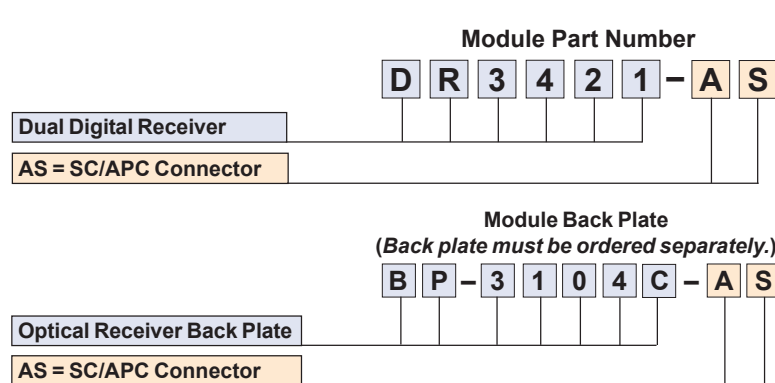 Module Part Number
D R 3 4 2 1 – A S
Dual Digital Receiver
AS = SC/APC Connector
Module Back Plate
(Back plate must be ordered separately.)
B P – 3 1 0 4 C – A S
Optical Receiver Back Plate
AS = SC/APC Connector